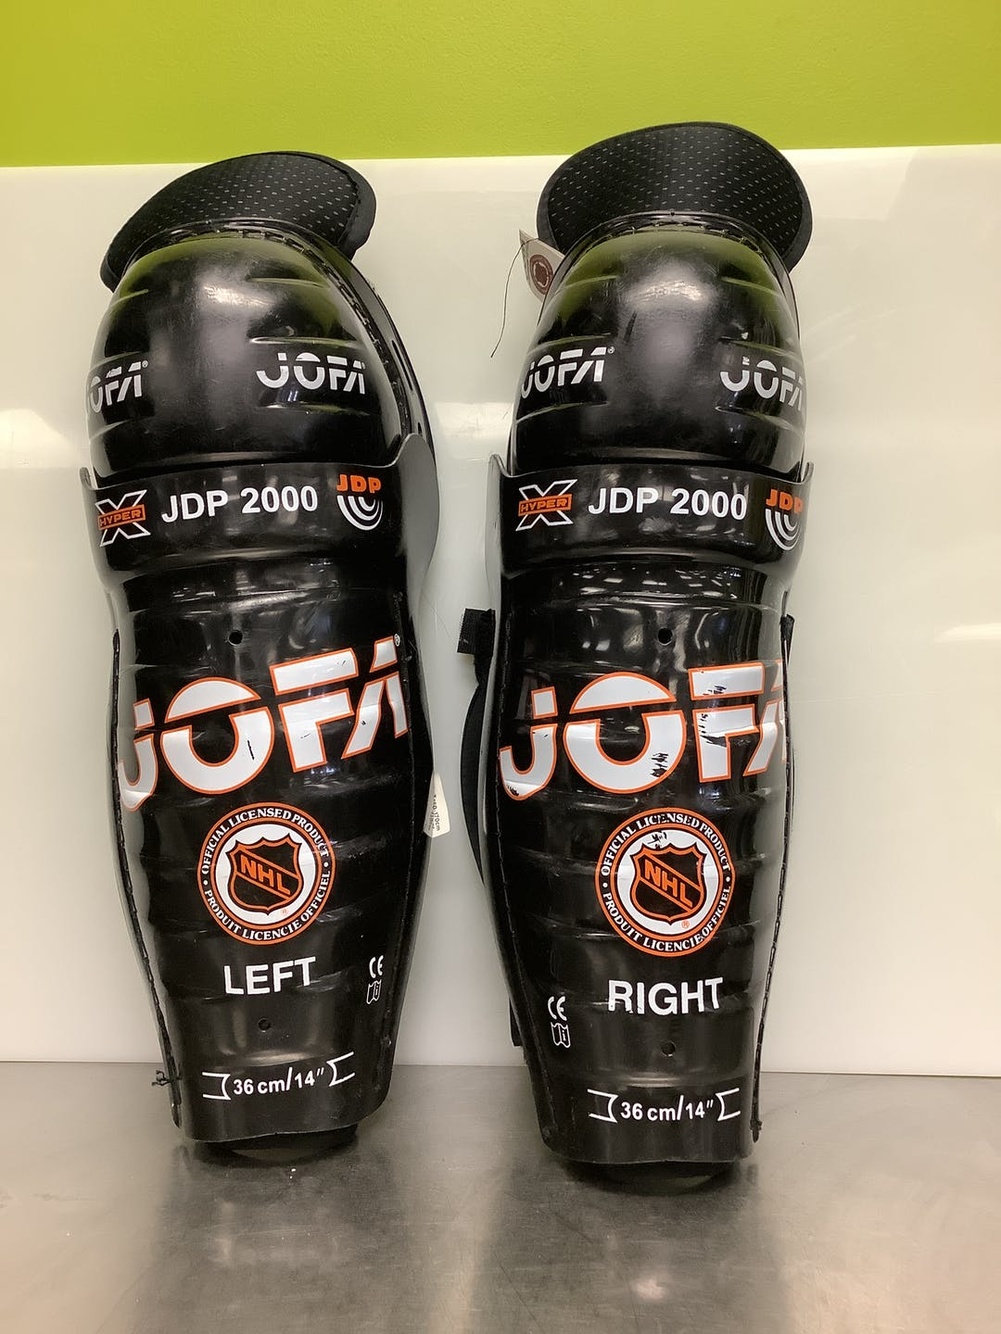 JOFA
JOFA
HYPER X
JDP 2000
JDP
JOFA
OFFICIAL LICENSED PRODUCT
NHL
PRODUIT LICENCIE OFFICIEL
LEFT
CE
36 cm/14"
JOFA
JOFA
HYPER X
JDP 2000
JDP
JOFA
OFFICIAL LICENSED PRODUCT
NHL
PRODUIT LICENCIE OFFICIEL
RIGHT
CE
36 cm/14"